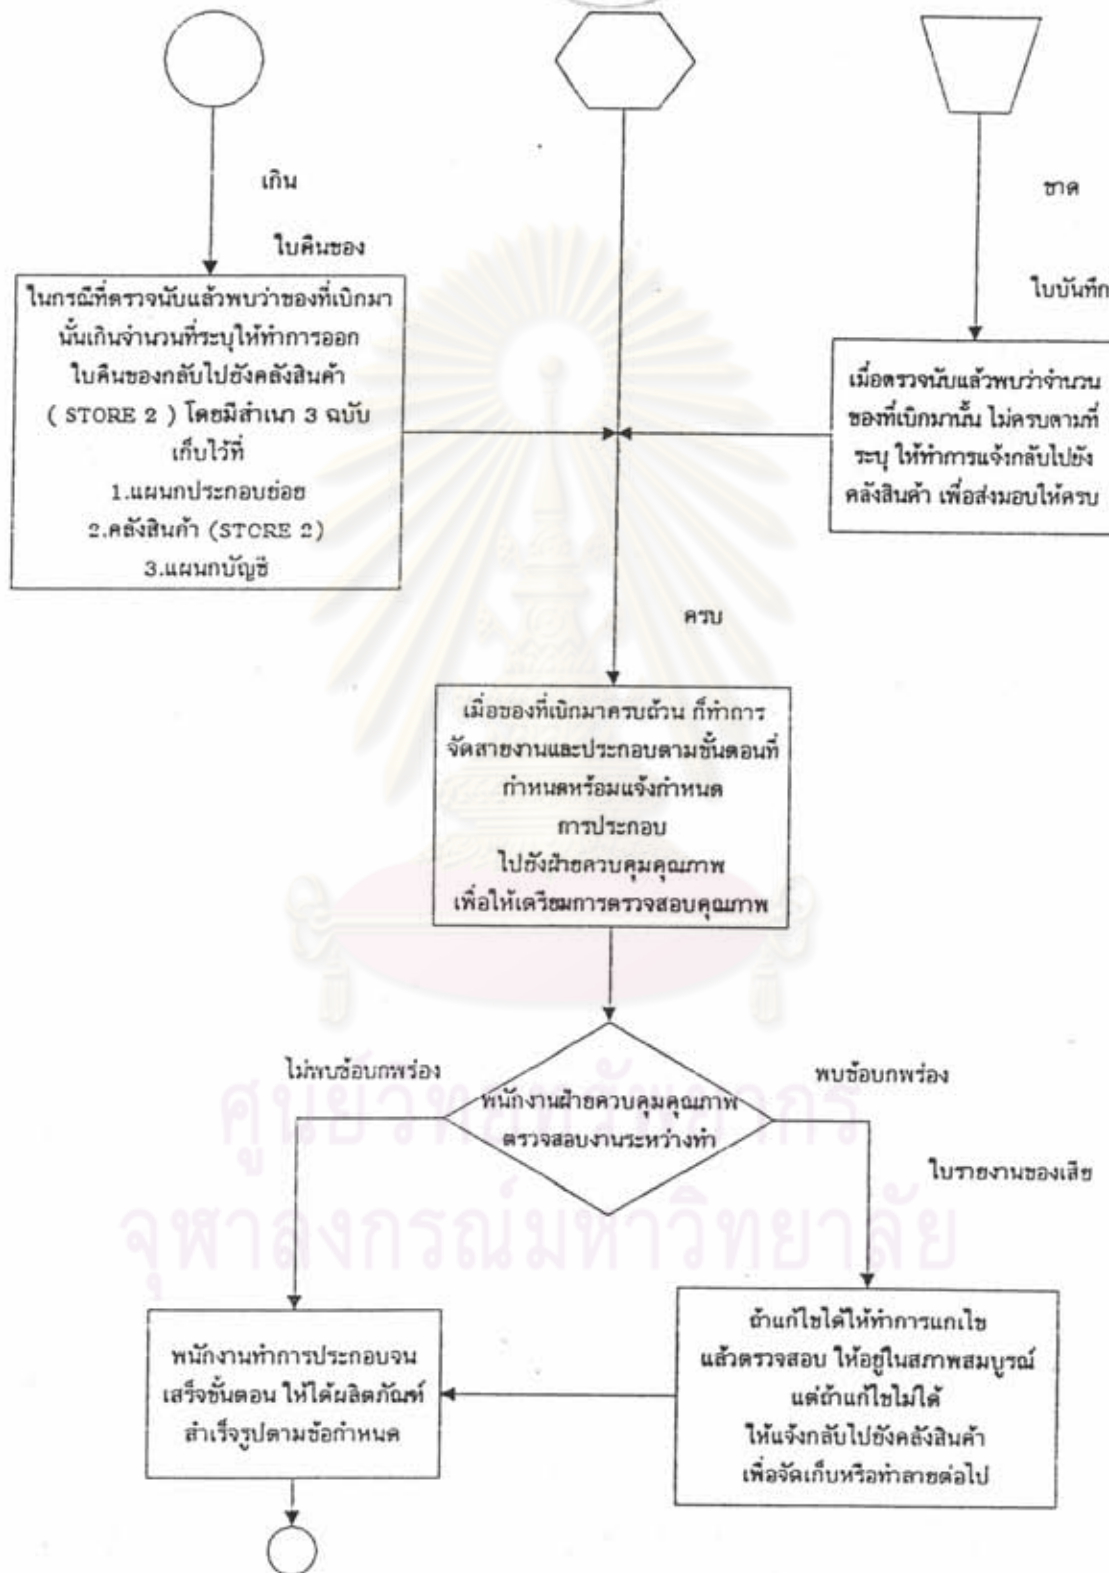 เกิน
ขาด
ใบคืนของ
ใบบันทึก
ในกรณีที่ตรวจนับแล้วพบว่าของที่เบิกมา
นั้นเกินจำนวนที่ระบุให้ทำการออก
ใบคืนของกลับไปยังคลังสินค้า
( STORE 2 ) โดยมีสำเนา 3 ฉบับ
เก็บไว้ที่
1.แผนกประกอบย่อย
2.คลังสินค้า (STORE 2)
3.แผนกบัญชี
เมื่อตรวจนับแล้วพบว่าจำนวน
ของที่เบิกมานั้น ไม่ครบตามที่
ระบุ ให้ทำการแจ้งกลับไปยัง
คลังสินค้า เพื่อส่งมอบให้ครบ
ครบ
เมื่อของที่เบิกมาครบถ้วน ก็ทำการ
จัดสายงานและประกอบตามขั้นตอนที่
กำหนดพร้อมแจ้งกำหนด
การประกอบ
ไปยังฝ่ายควบคุมคุณภาพ
เพื่อให้เตรียมการตรวจสอบคุณภาพ
ไม่พบข้อบกพร่อง
พบข้อบกพร่อง
พนักงานฝ่ายควบคุมคุณภาพ
ตรวจสอบงานระหว่างทำ
ใบรายงานของเสีย
พนักงานทำการประกอบจน
เสร็จขั้นตอน ให้ได้ผลิตภัณฑ์
สำเร็จรูปตามข้อกำหนด
ถ้าแก้ไขได้ให้ทำการแกไข
แล้วตรวจสอบ ให้อยู่ในสภาพสมบูรณ์
แต่ถ้าแก้ไขไม่ได้
ให้แจ้งกลับไปยังคลังสินค้า
เพื่อจัดเก็บหรือทำลายต่อไป
ศูนย์วิทยทรัพยากร
จุฬาลงกรณ์มหาวิทยาลัย